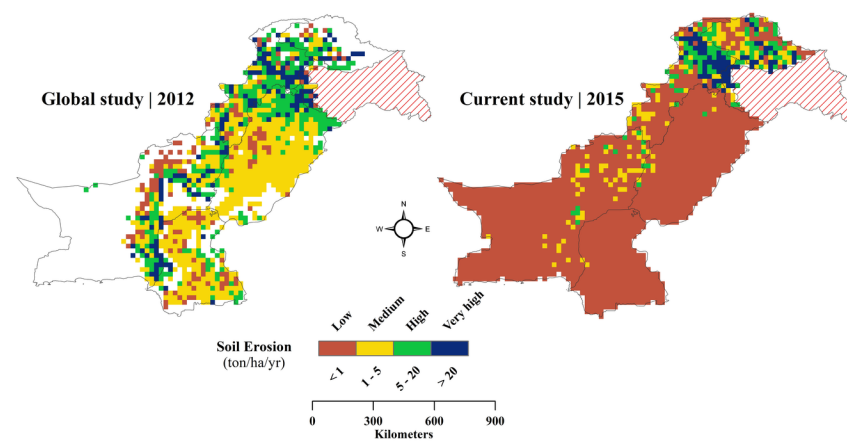 Global study | 2012
Current study | 2015
N
W E
S
Low Medium High Very high
Soil Erosion
(ton/ha/yr)
< 1 1 - 5 5 - 20 > 20
0 300 600 900
Kilometers